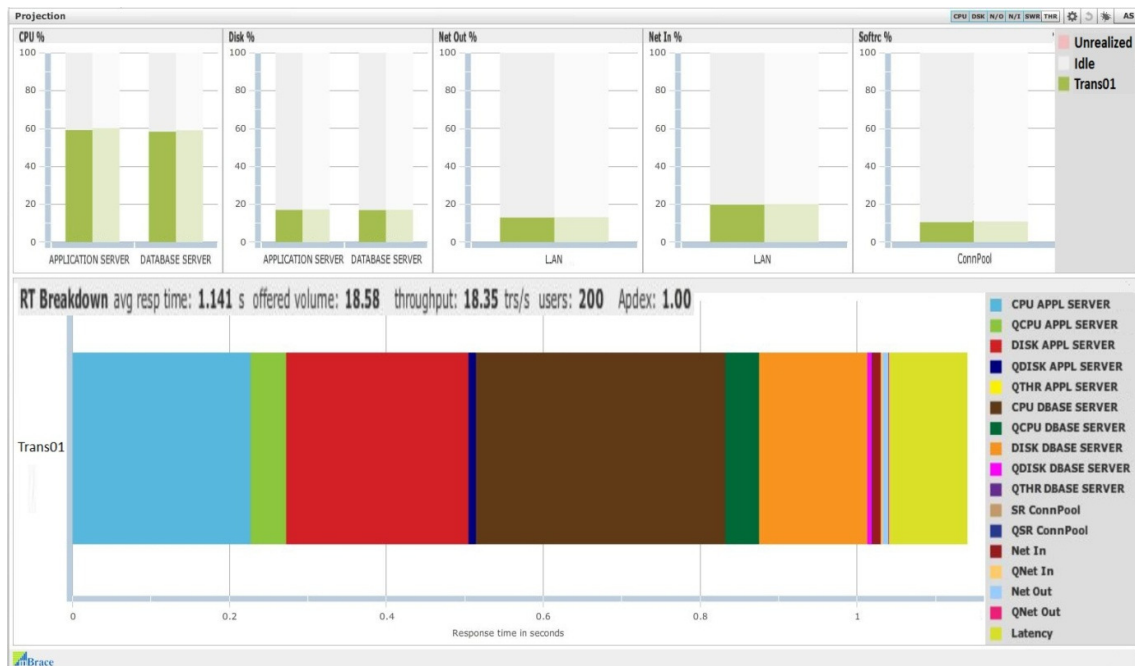 Projection
CPU DSK N/O N/I SWR THR
AS
CPU %
Disk %
Net Out %
Net In %
Softrc %
100
80
60
40
20
0
APPLICATION SERVER
DATABASE SERVER
100
80
60
40
20
0
APPLICATION SERVER
DATABASE SERVER
100
80
60
40
20
0
LAN
100
80
60
40
20
0
LAN
100
80
60
40
20
0
ConnPool
Unrealized
Idle
Trans01
RT Breakdown avg resp time: 1.141 s offered volume: 18.58 throughput: 18.35 trs/s users: 200 Apdex: 1.00
Trans01
0
0.2
0.4
0.6
0.8
1
Response time in seconds
CPU APPL SERVER
QCPU APPL SERVER
DISK APPL SERVER
QDISK APPL SERVER
QTHR APPL SERVER
CPU DBASE SERVER
QCPU DBASE SERVER
DISK DBASE SERVER
QDISK DBASE SERVER
QTHR DBASE SERVER
SR ConnPool
QSR ConnPool
Net In
QNet In
Net Out
QNet Out
Latency
mBrace